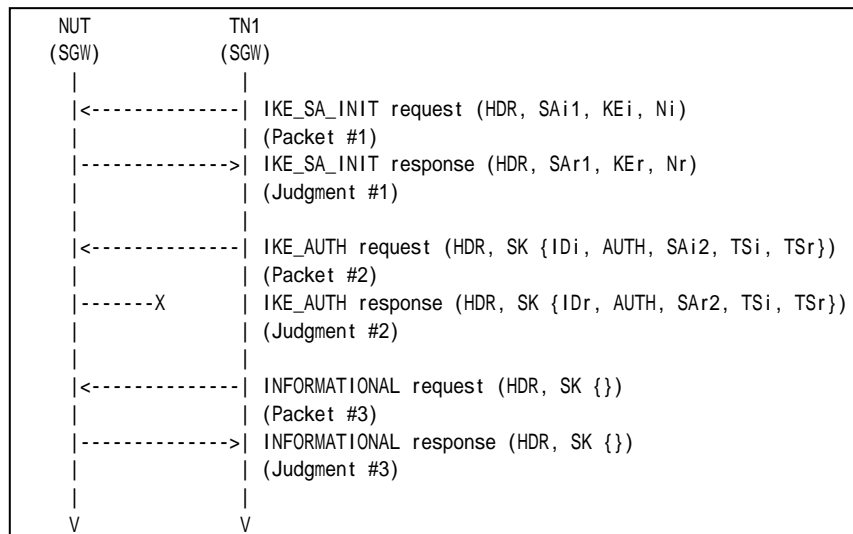 NUT TN1
(SGW) (SGW)
| |
|<--------------| IKE_SA_INIT request (HDR, SAi1, KEi, Ni)
| | (Packet #1)
|-------------->| IKE_SA_INIT response (HDR, SAr1, KEr, Nr)
| | (Judgment #1)
| |
|<--------------| IKE_AUTH request (HDR, SK {IDi, AUTH, SAi2, TSi, TSr})
| | (Packet #2)
|-------X | IKE_AUTH response (HDR, SK {IDr, AUTH, SAr2, TSi, TSr})
| | (Judgment #2)
| |
|<--------------| INFORMATIONAL request (HDR, SK {})
| | (Packet #3)
|-------------->| INFORMATIONAL response (HDR, SK {})
| | (Judgment #3)
| |
V V